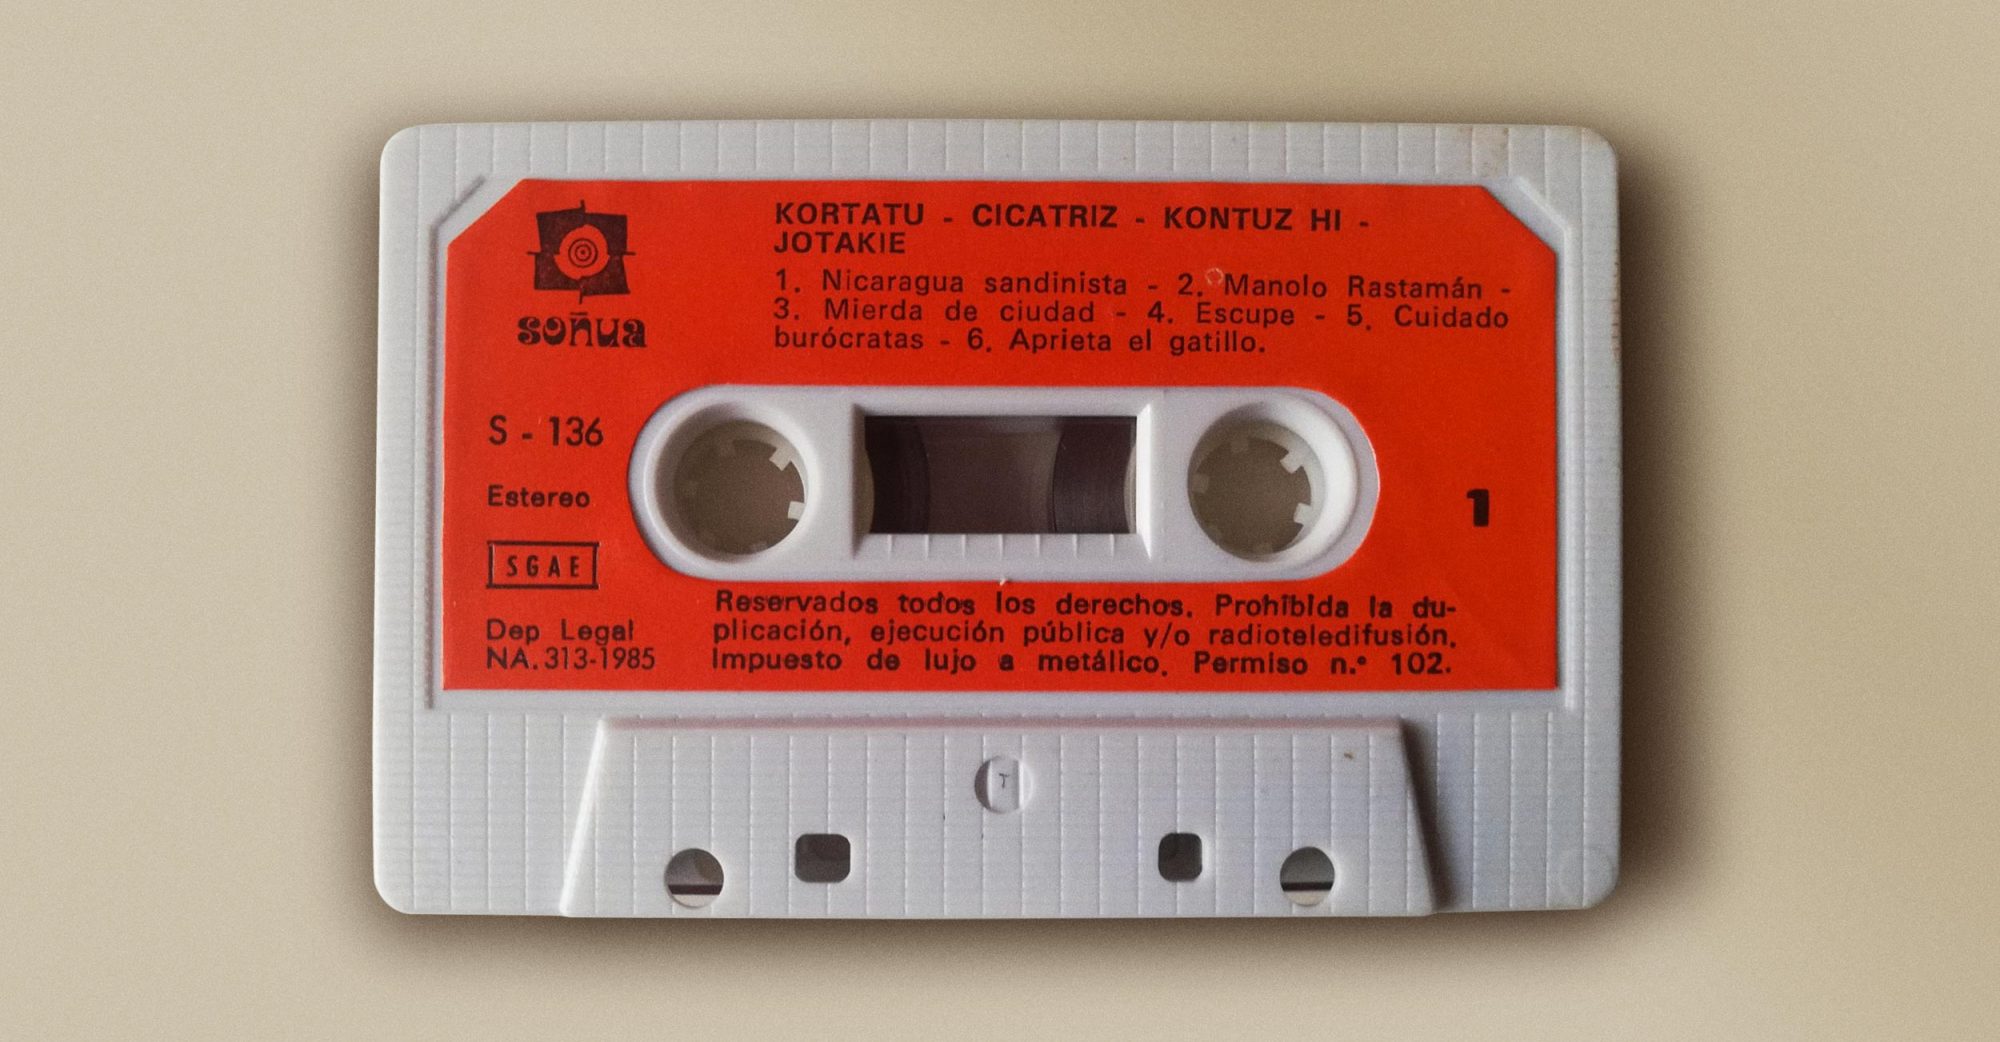 KORTATU - CICATRIZ - KONTUZ HI -
JOTAKIE
1. Nicaragua sandinista - 2. Manolo Rastamán -
3. Mierda de ciudad - 4. Escupe - 5. Cuidado
burócratas - 6. Aprieta el gatillo.
soñua
S - 136
Estereo
1
SGAE
Dep Legal
NA. 313-1985
Reservados todos los derechos. Prohibida la du-
plicación, ejecución pública y/o radioteledifusión.
Impuesto de lujo a metálico. Permiso n.º 102.
T